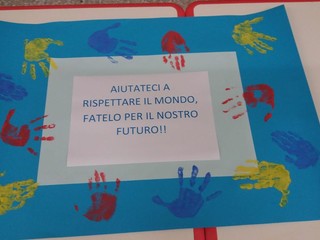 AIUTATECI A
RISPETTARE IL MONDO,
FATELO PER IL NOSTRO
FUTURO!!